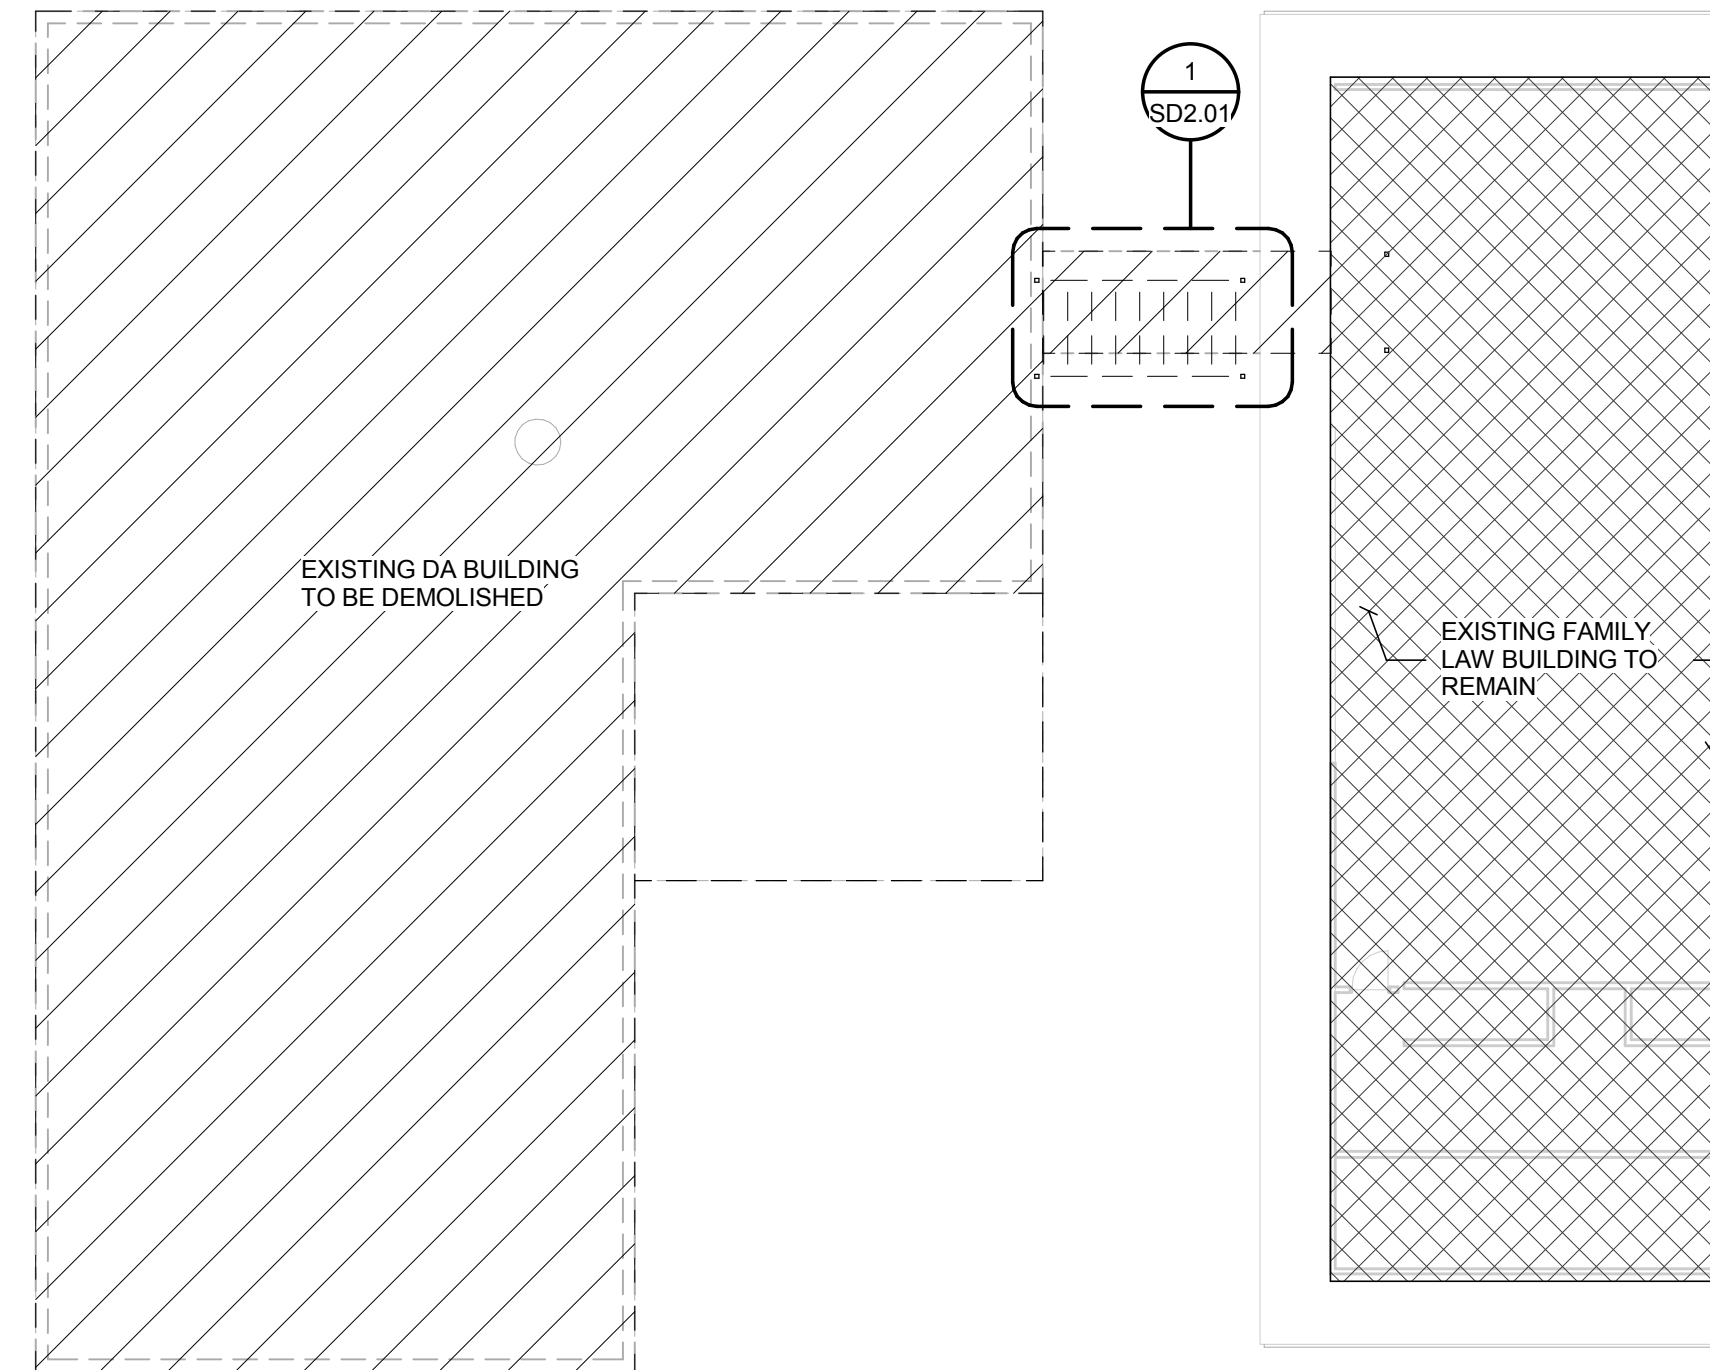 1
SD2.01
EXISTING DA BUILDING
TO BE DEMOLISHED
EXISTING FAMILY
LAW BUILDING TO
REMAIN